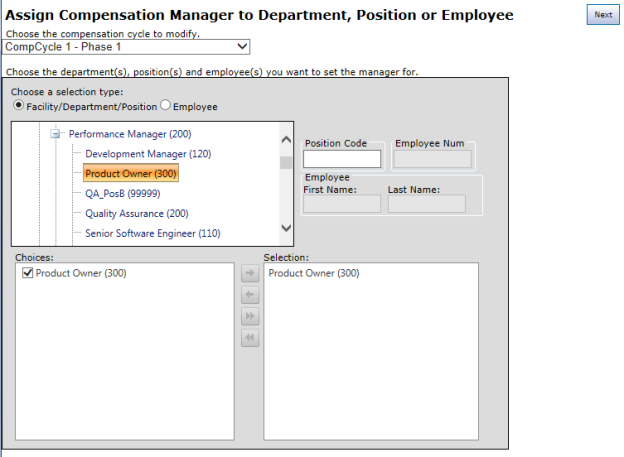 Assign Compensation Manager to Department, Position or Employee
Next
Choose the compensation cycle to modify.
CompCycle 1 - Phase 1
Choose the department(s), position(s) and employee(s) you want to set the manager for.
Choose a selection type:
Facility/Department/Position Employee
Performance Manager (200)
Development Manager (120)
Product Owner (300)
QA_PosB (99999)
Quality Assurance (200)
Senior Software Engineer (110)
Position Code Employee Num
Employee
First Name: Last Name:
Choices: Selection:
Product Owner (300) Product Owner (300)